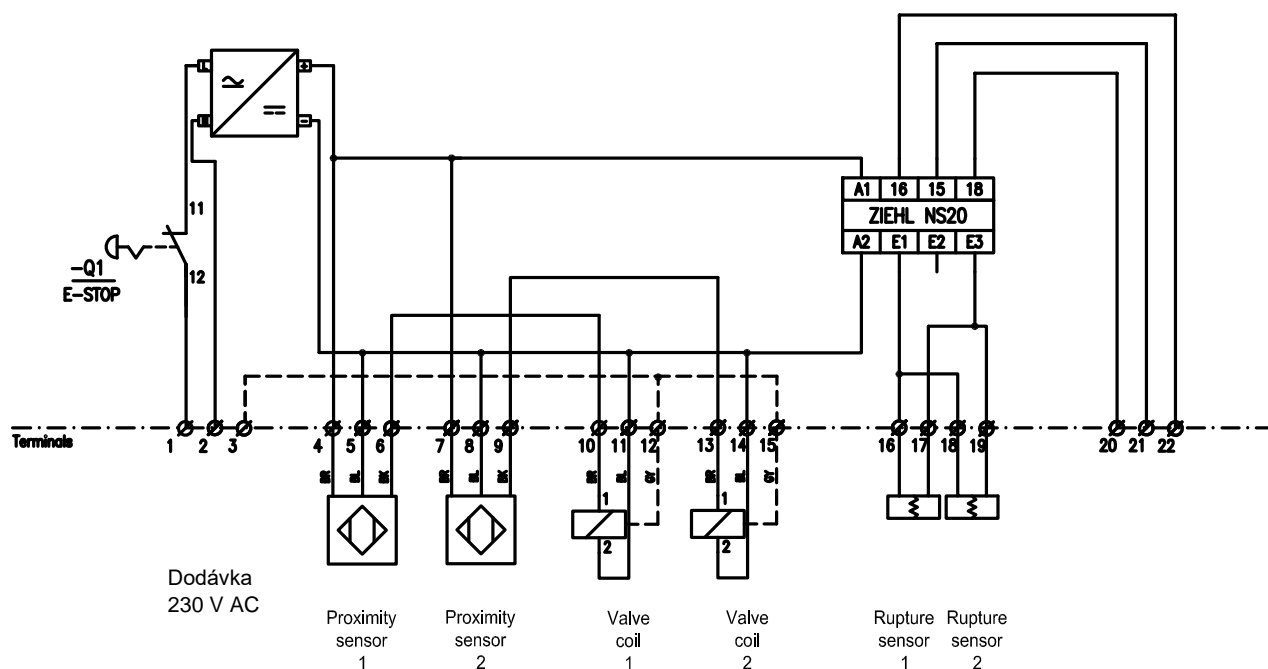 L +
N -
A1 16 15 18
ZIEHL NS20
A2 E1 E2 E3
11
-Q1
E-STOP
12
Terminals
1 2 3 4 5 6 7 8 9 10 11 12 13 14 15 16 17 18 19 20 21 22
BR BL BK BR BL BK BR BL GY BR BL GY
1 1
2 2
Dodávka
230 V AC
Proximity
sensor
1
Proximity
sensor
2
Valve
coil
1
Valve
coil
2
Rupture
sensor
1
Rupture
sensor
2